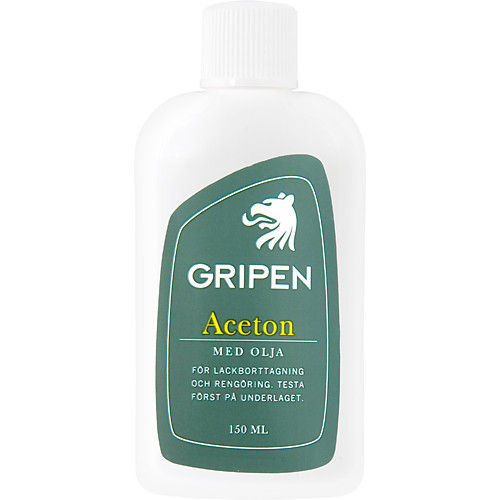 GRIPEN
Aceton
MED OLJA
FÖR LACKBORTTAGNING
OCH RENGÖRING. TESTA
FÖRST PÅ UNDERLAGET.
150 ML